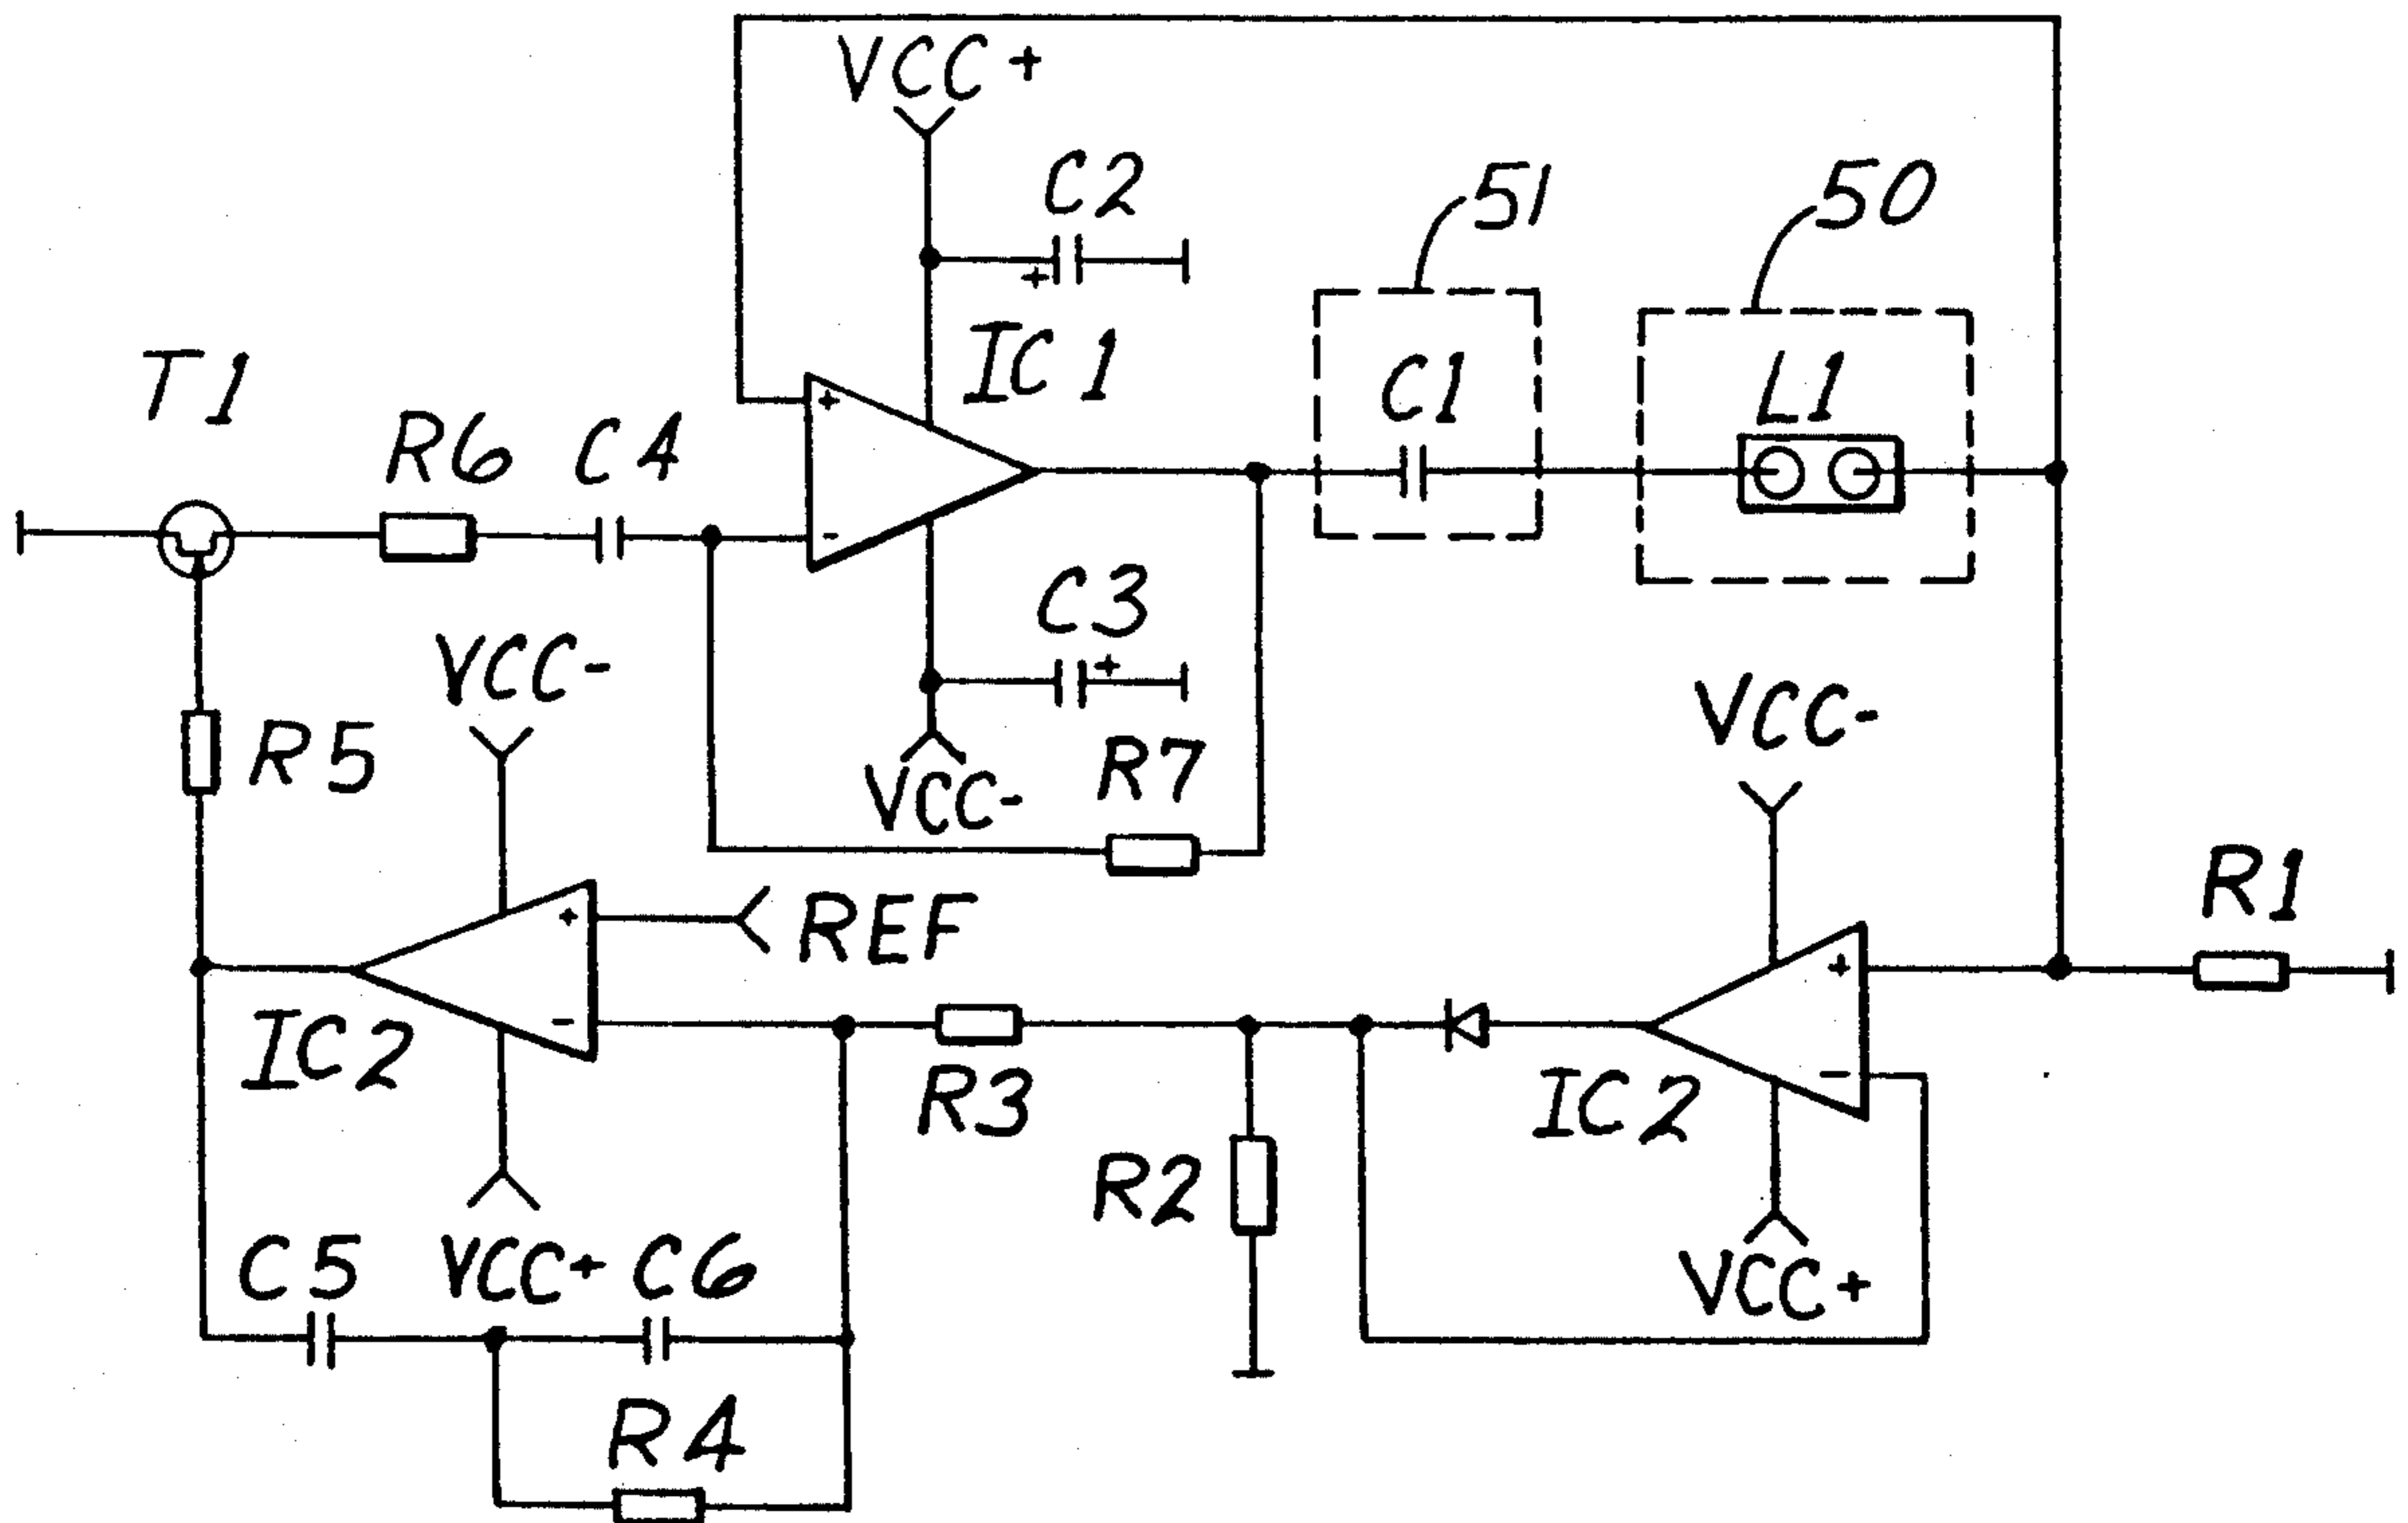 VCC+
C2
51
50
IC1
T1
C1
L1
R6
C4
+
+
-
C3
+
VCC-
VCC-
R5
R7
VCC-
R1
+
REF
+
-
IC2
R3
-
IC2
R2
C5
VCC+
C6
VCC+
R4